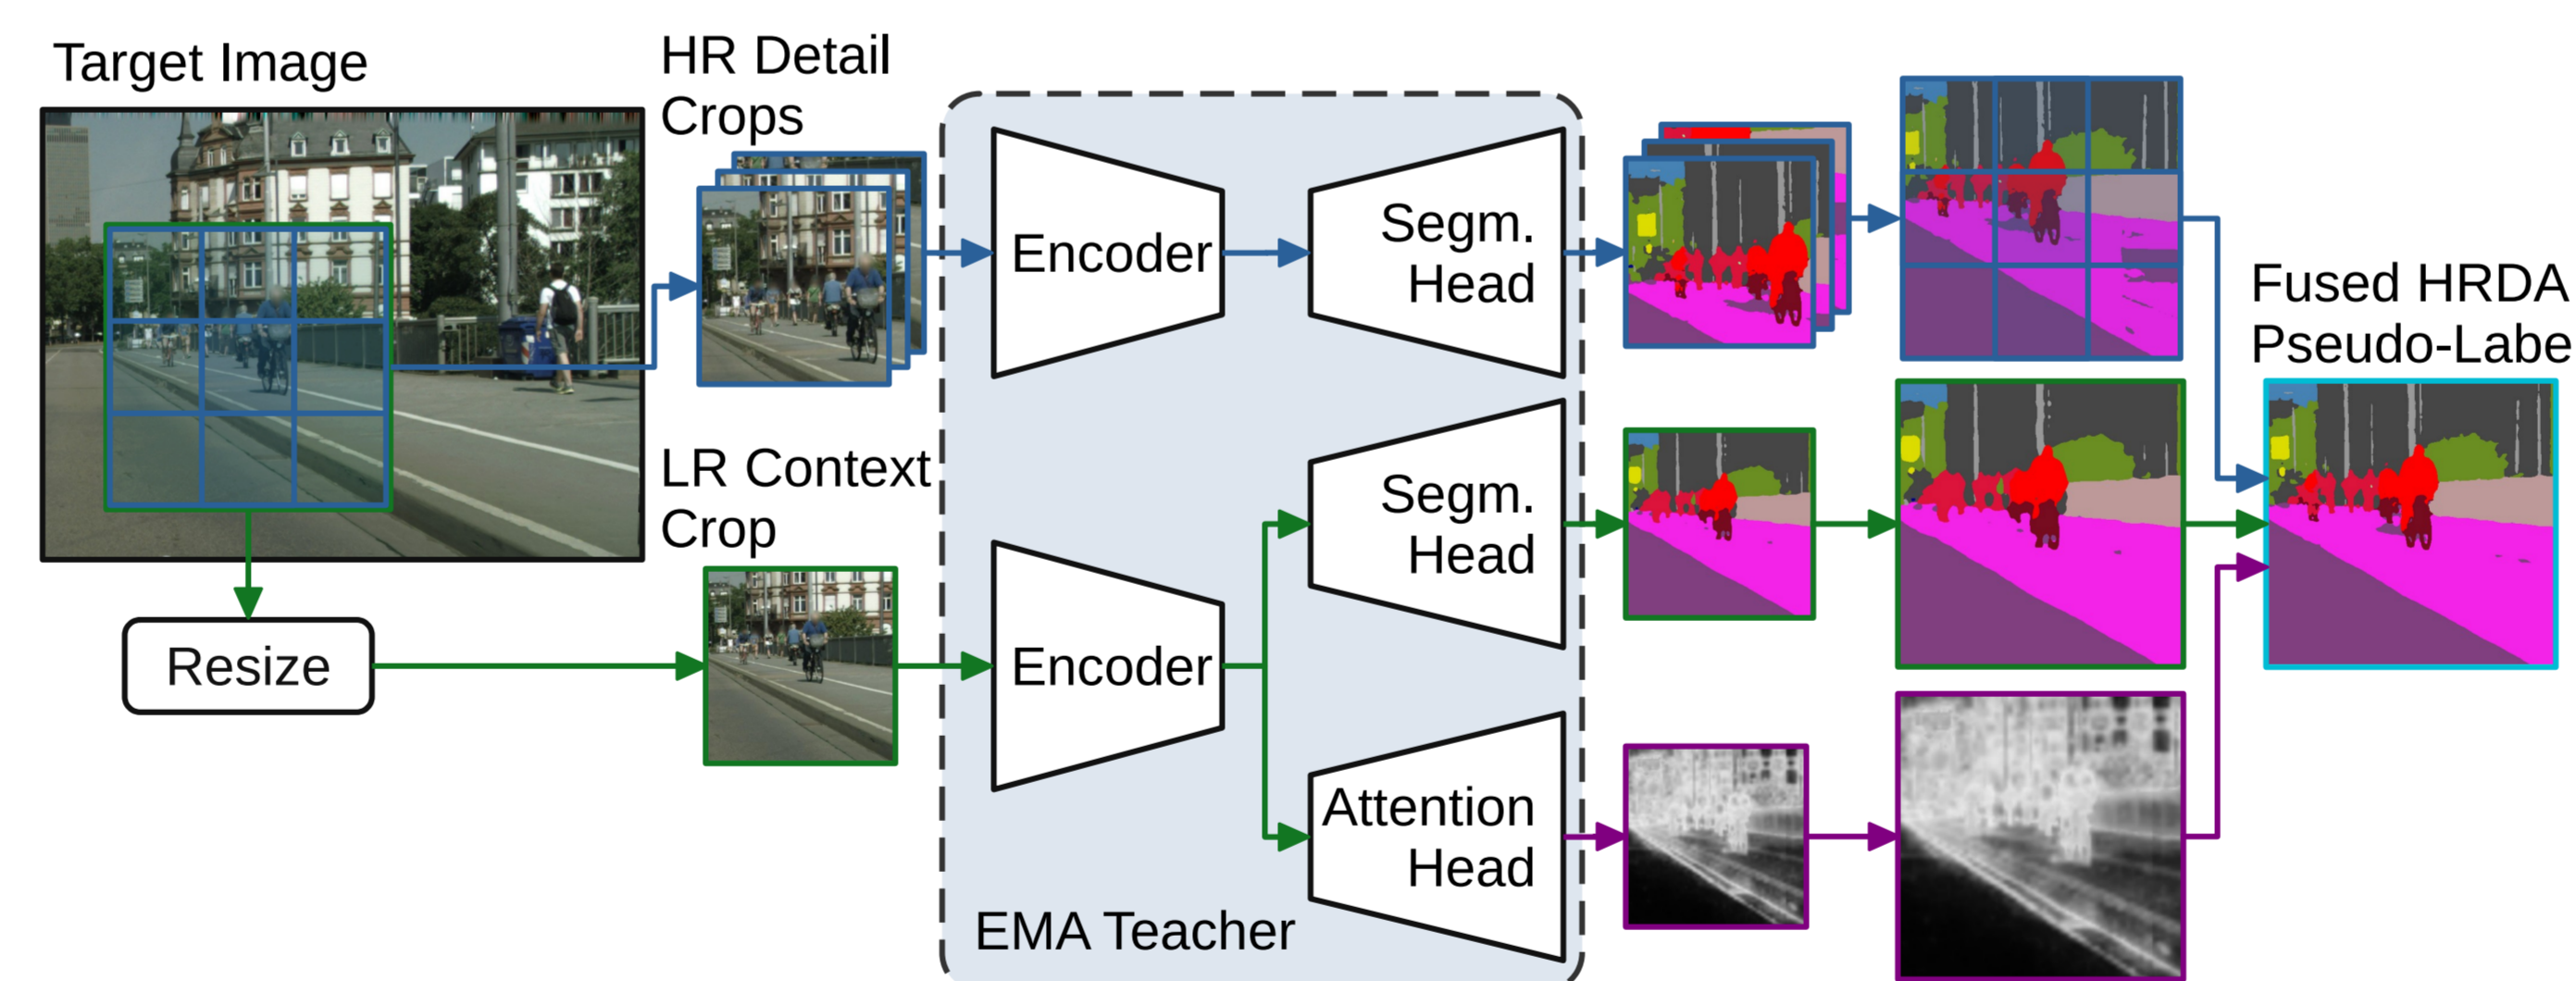 Target Image
HR Detail
Crops
Encoder
Segm.
Head
Fused HRDA
Pseudo-Labe
LR Context
Crop
Resize
Encoder
Segm.
Head
Attention
Head
EMA Teacher